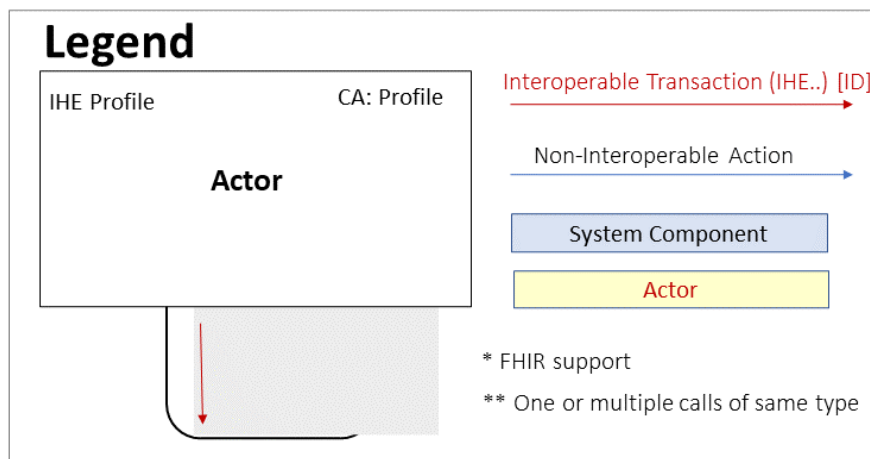 Legend
IHE Profile
CA: Profile
Actor
Interoperable Transaction (IHE..) [ID]
Non-Interoperable Action
System Component
Actor
* FHIR support
** One or multiple calls of same type